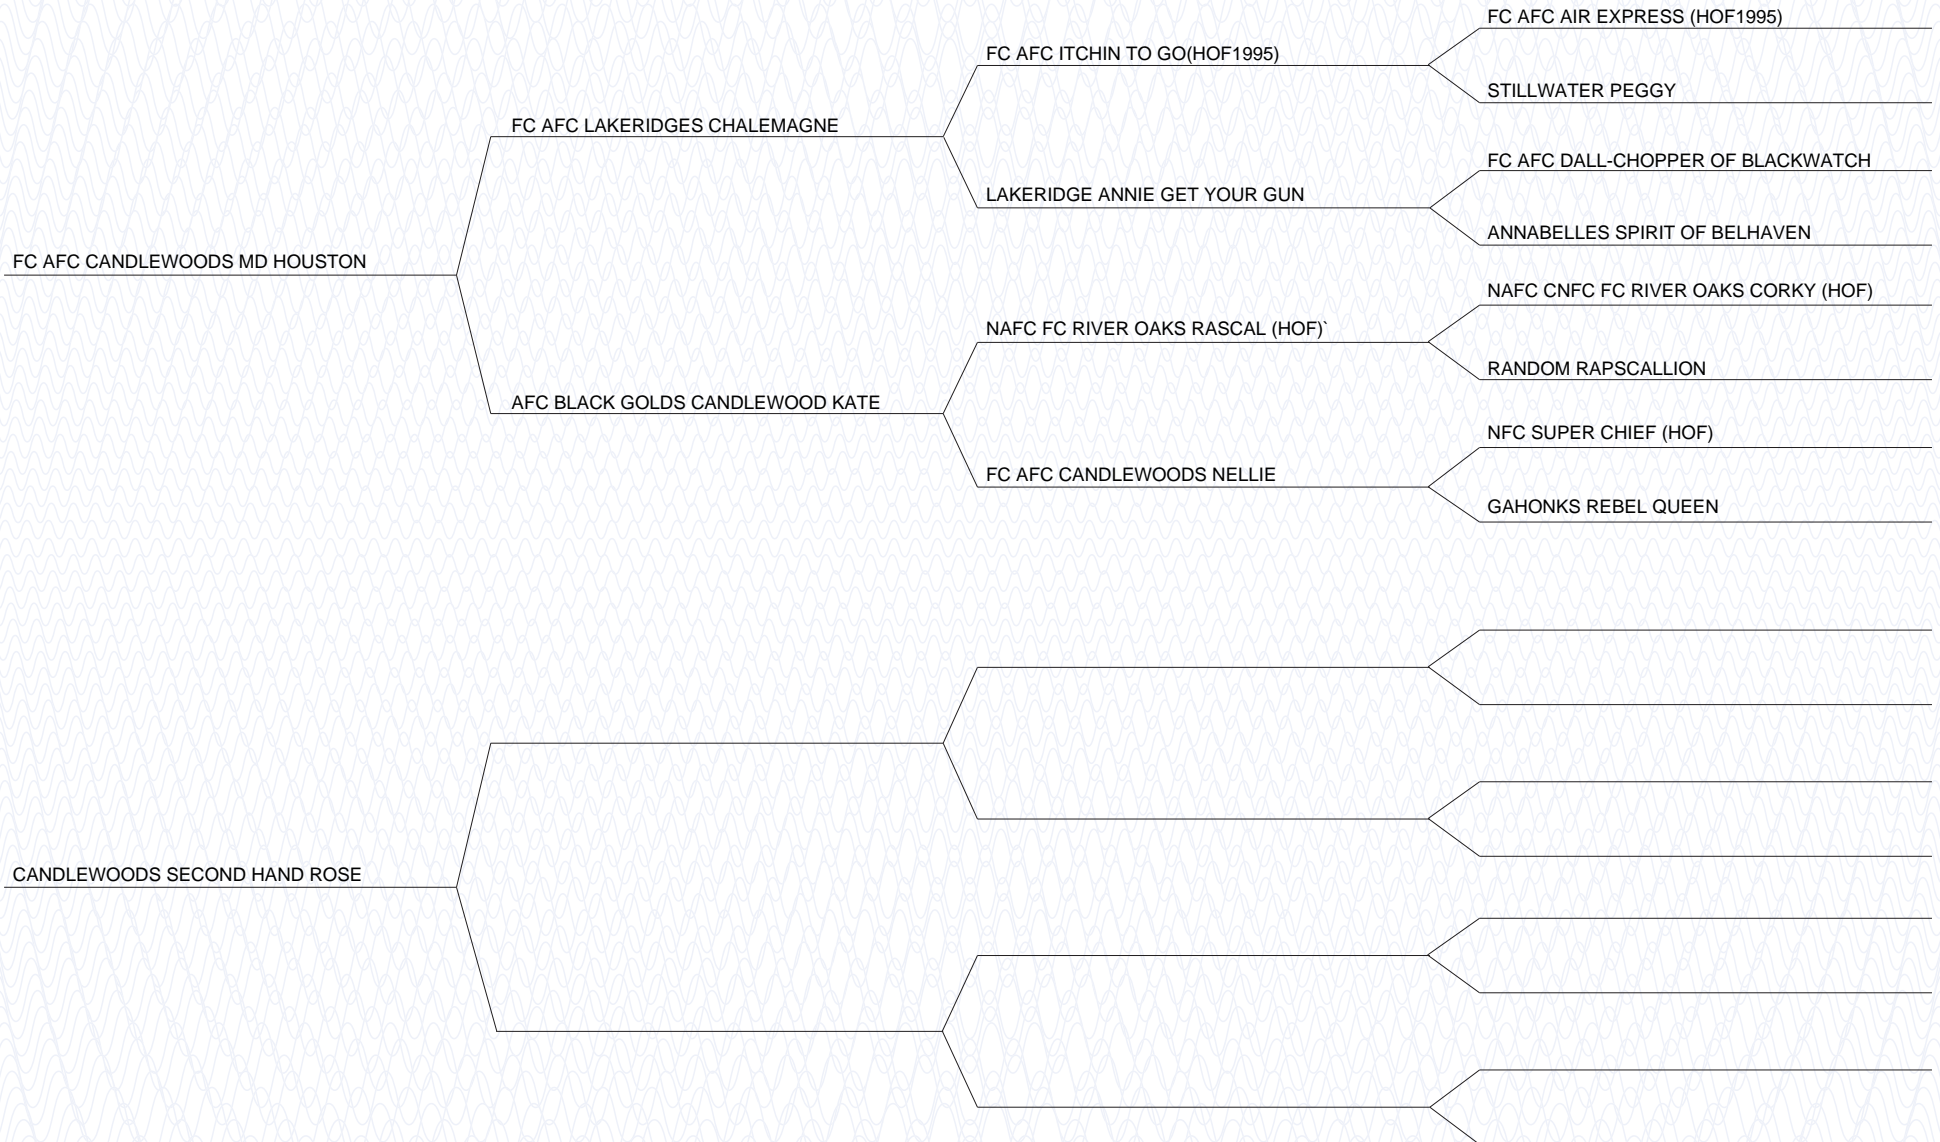 FC AFC AIR EXPRESS (HOF1995)
FC AFC ITCHIN TO GO(HOF1995)
STILLWATER PEGGY
FC AFC LAKERIDGES CHALEMAGNE
FC AFC DALL-CHOPPER OF BLACKWATCH
LAKERIDGE ANNIE GET YOUR GUN
ANNABELLES SPIRIT OF BELHAVEN
FC AFC CANDLEWOODS MD HOUSTON
NAFC CNFC FC RIVER OAKS CORKY (HOF)
NAFC FC RIVER OAKS RASCAL (HOF)`
RANDOM RAPSCALLION
AFC BLACK GOLDS CANDLEWOOD KATE
NFC SUPER CHIEF (HOF)
FC AFC CANDLEWOODS NELLIE
GAHONKS REBEL QUEEN
CANDLEWOODS SECOND HAND ROSE